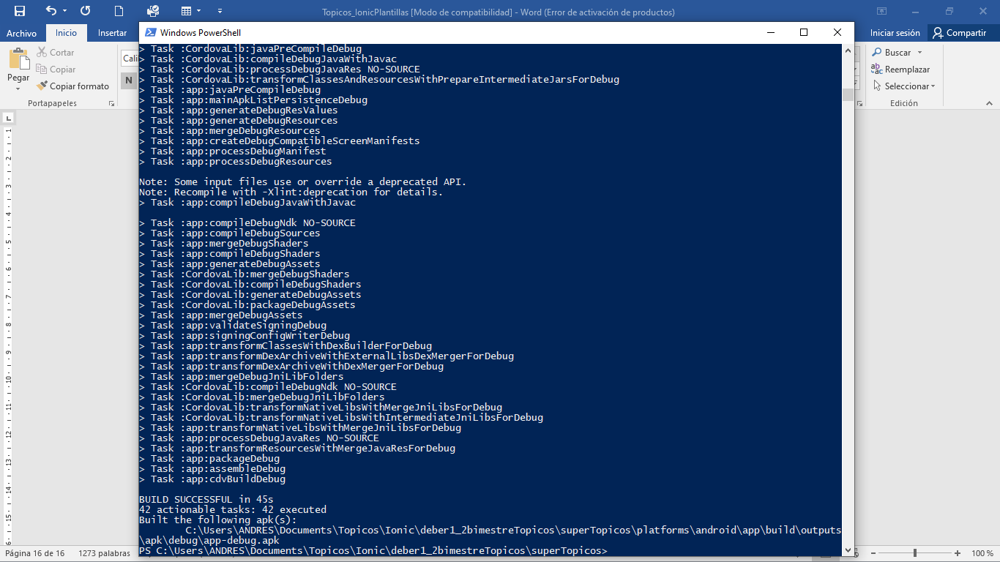 Topicos_IonicPlantillas [Modo de compatibilidad] - Word (Error de activación de productos)
Archivo Inicio Insertar
Iniciar sesión Compartir
Windows PowerShell
Pegar
Cortar
Copiar
Copiar formato
Portapapeles
Cali
N
Buscar
Reemplazar
Seleccionar
Edición
> Task :CordovaLib:javaPreCompileDebug
> Task :CordovaLib:compileDebugJavaWithJavac
> Task :CordovaLib:processDebugJavaRes NO-SOURCE
> Task :CordovaLib:transformClassesAndResourcesWithPrepareIntermediateJarsForDebug
> Task :app:javaPreCompileDebug
> Task :app:mainApkListPersistenceDebug
> Task :app:generateDebugResValues
> Task :app:generateDebugResources
> Task :app:mergeDebugResources
> Task :app:createDebugCompatibleScreenManifests
> Task :app:processDebugManifest
> Task :app:processDebugResources
Note: Some input files use or override a deprecated API.
Note: Recompile with -Xlint:deprecation for details.
> Task :app:compileDebugJavaWithJavac
> Task :app:compileDebugNdk NO-SOURCE
> Task :app:compileDebugSources
> Task :app:mergeDebugShaders
> Task :app:compileDebugShaders
> Task :app:generateDebugAssets
> Task :CordovaLib:mergeDebugShaders
> Task :CordovaLib:compileDebugShaders
> Task :CordovaLib:generateDebugAssets
> Task :CordovaLib:packageDebugAssets
> Task :app:mergeDebugAssets
> Task :app:validateSigningDebug
> Task :app:signingConfigWriterDebug
> Task :app:transformClassesWithDexBuilderForDebug
> Task :app:transformDexArchiveWithExternalLibsDexMergerForDebug
> Task :app:transformDexArchiveWithDexMergerForDebug
> Task :app:mergeDebugJniLibFolders
> Task :CordovaLib:compileDebugNdk NO-SOURCE
> Task :CordovaLib:mergeDebugJniLibFolders
> Task :CordovaLib:transformNativeLibsWithMergeJniLibsForDebug
> Task :CordovaLib:transformNativeLibsWithIntermediateJniLibsForDebug
> Task :app:transformNativeLibsWithMergeJniLibsForDebug
> Task :app:processDebugJavaRes NO-SOURCE
> Task :app:transformResourcesWithMergeJavaResForDebug
> Task :app:packageDebug
> Task :app:assembleDebug
> Task :app:cdvBuildDebug
BUILD SUCCESSFUL in 45s
42 actionable tasks: 42 executed
Built the following apk(s):
C:\Users\ANDRES\Documents\Topicos\Ionic\deber1_2bimestreTopicos\superTopicos\platforms\android\app\build\outputs
\apk\debug\app-debug.apk
PS C:\Users\ANDRES\Documents\Topicos\Ionic\deber1_2bimestreTopicos\superTopicos>
Página 16 de 16 1273 palabras
100 %